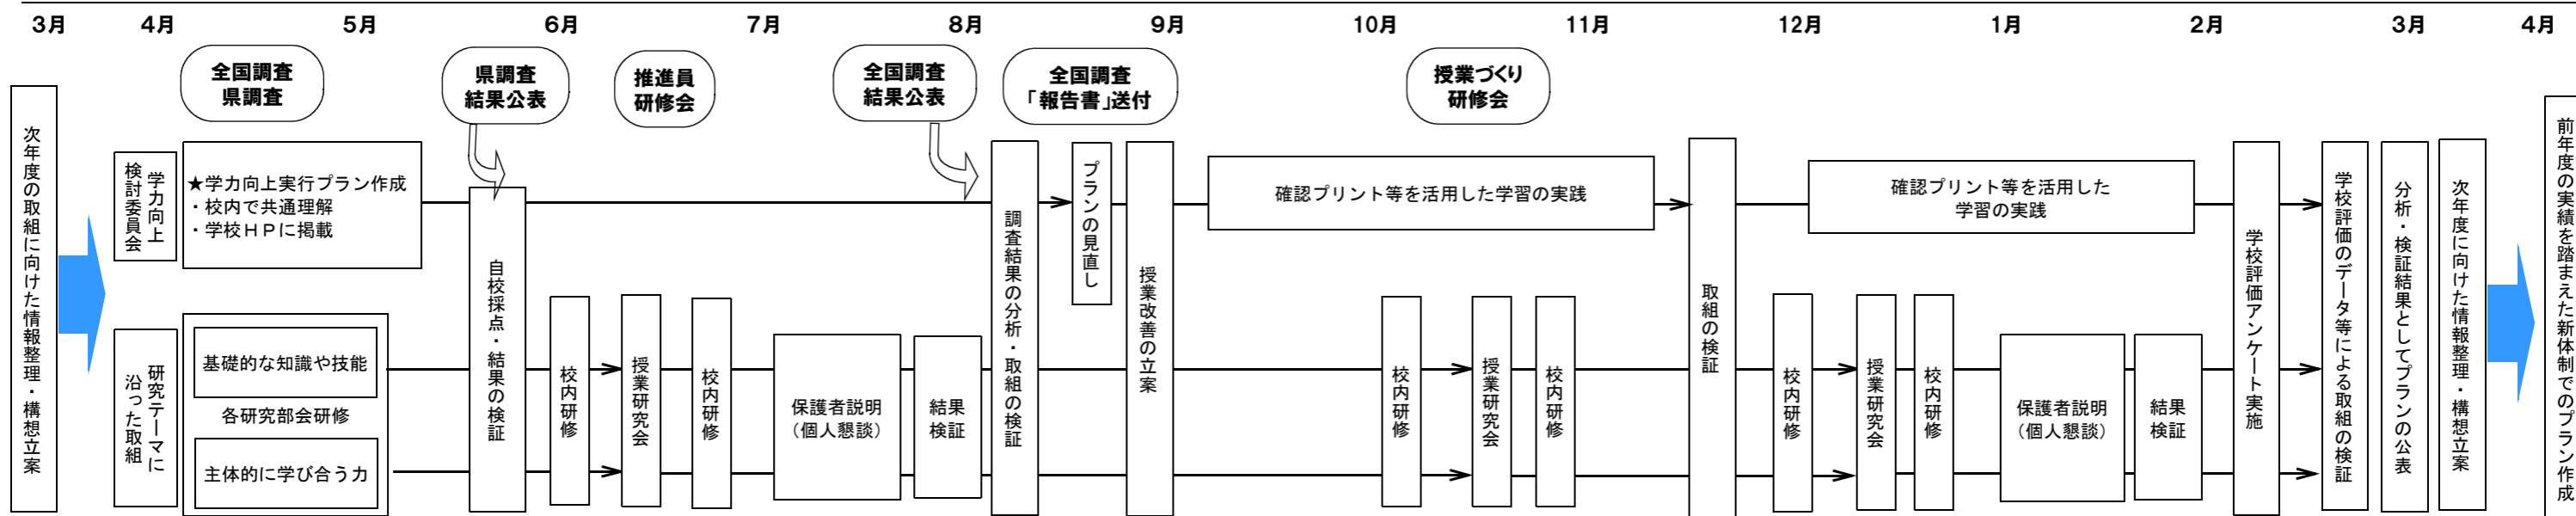 3月
4月
5月
6月
7月
8月
9月
10月
11月
12月
1月
2月
3月
4月
全国調査
県調査
県調査
結果公表
推進員
研修会
全国調査
結果公表
全国調査
「報告書」送付
授業づくり
研修会
次年度の取組に向けた情報整理・構想立案
学力向上
検討委員会
★学力向上実行プラン作成
・校内で共通理解
・学校HPに掲載
研究テーマに
沿った取組
基礎的な知識や技能
各研究部会研修
主体的に学び合う力
自校採点・結果の検証
校内研修
授業研究会
校内研修
保護者説明
(個人懇談)
結果
検証
調査結果の分析・取組の検証
プランの見直し
授業改善の立案
確認プリント等を活用した学習の実践
校内研修
授業研究会
校内研修
取組の検証
確認プリント等を活用した
学習の実践
校内研修
授業研究会
校内研修
保護者説明
(個人懇談)
結果
検証
学校評価アンケート実施
学校評価のデータ等による取組の検証
分析・検証結果としてプランの公表
次年度に向けた情報整理・構想立案
前年度の実績を踏まえた新体制でのプラン作成